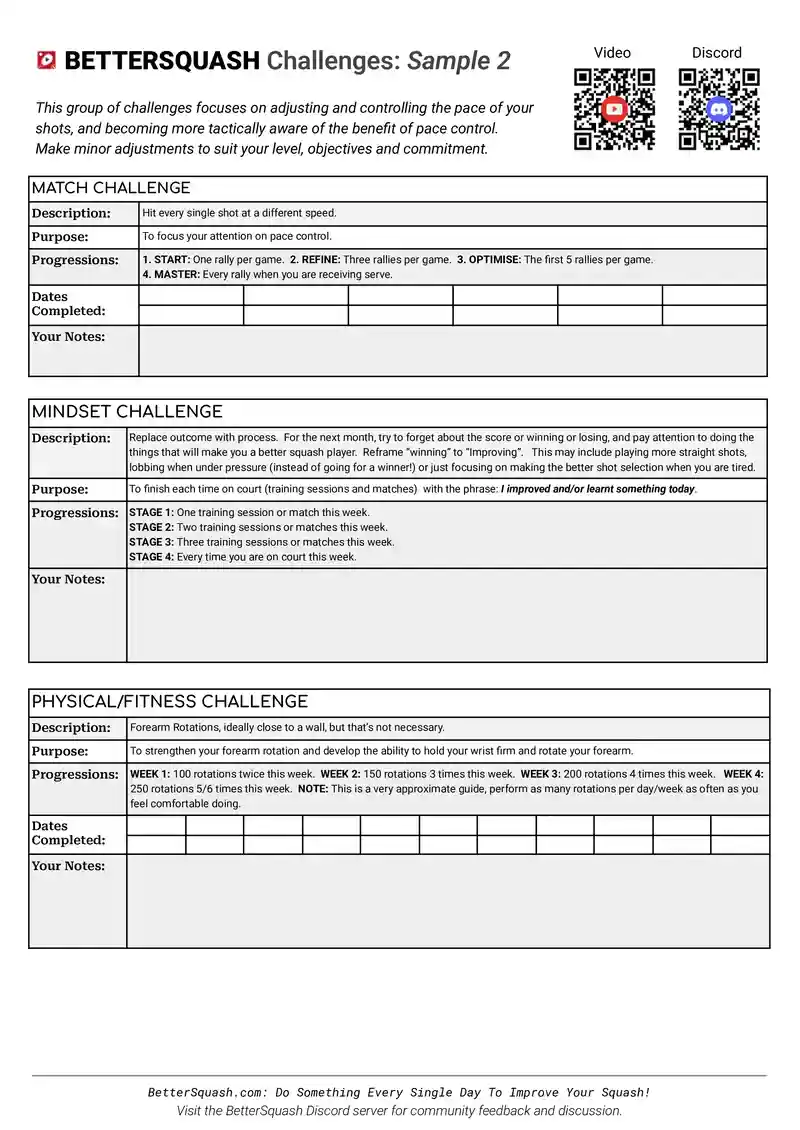 BETTERSQUASH Challenges: Sample 2
Video
Discord
This group of challenges focuses on adjusting and controlling the pace of your
shots, and becoming more tactically aware of the benefit of pace control.
Make minor adjustments to suit your level, objectives and commitment.
MATCH CHALLENGE
Description: Hit every single shot at a different speed.
Purpose: To focus your attention on pace control.
Progressions: 1. START: One rally per game. 2. REFINE: Three rallies per game. 3. OPTIMISE: The first 5 rallies per game.
4. MASTER: Every rally when you are receiving serve.
Dates
Completed:
Your Notes:
MINDSET CHALLENGE
Description: Replace outcome with process. For the next month, try to forget about the score or winning or losing, and pay attention to doing the
things that will make you a better squash player. Reframe “winning” to “Improving”. This may include playing more straight shots,
lobbing when under pressure (instead of going for a winner!) or just focusing on making the better shot selection when you are tired.
Purpose: To finish each time on court (training sessions and matches) with the phrase: I improved and/or learnt something today.
Progressions: STAGE 1: One training session or match this week.
STAGE 2: Two training sessions or matches this week.
STAGE 3: Three training sessions or matches this week.
STAGE 4: Every time you are on court this week.
Your Notes:
PHYSICAL/FITNESS CHALLENGE
Description: Forearm Rotations, ideally close to a wall, but that’s not necessary.
Purpose: To strengthen your forearm rotation and develop the ability to hold your wrist firm and rotate your forearm.
Progressions: WEEK 1: 100 rotations twice this week. WEEK 2: 150 rotations 3 times this week. WEEK 3: 200 rotations 4 times this week. WEEK 4:
250 rotations 5/6 times this week. NOTE: This is a very approximate guide, perform as many rotations per day/week as often as you
feel comfortable doing.
Dates
Completed:
Your Notes:
BetterSquash.com: Do Something Every Single Day To Improve Your Squash!
Visit the BetterSquash Discord server for community feedback and discussion.